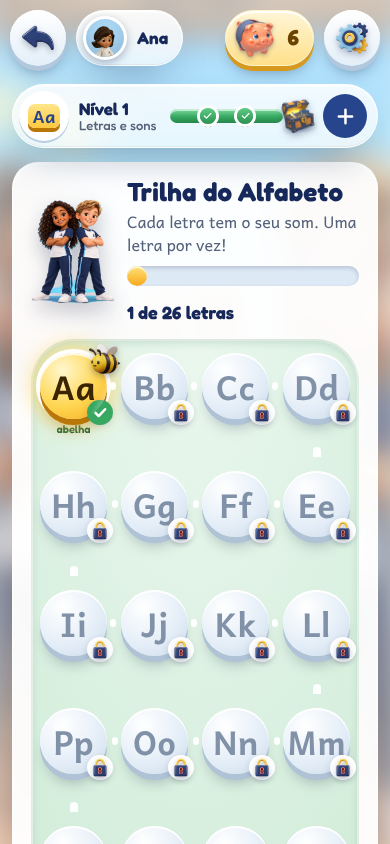 Ana
6
Aa
Nível 1
Letras e sons
Trilha do Alfabeto
Cada letra tem o seu som. Uma
letra por vez!
1 de 26 letras
Aa Bb Cc Dd
abelha
Hh Gg Ff Ee
Ii Jj Kk Ll
Pp Oo Nn Mm